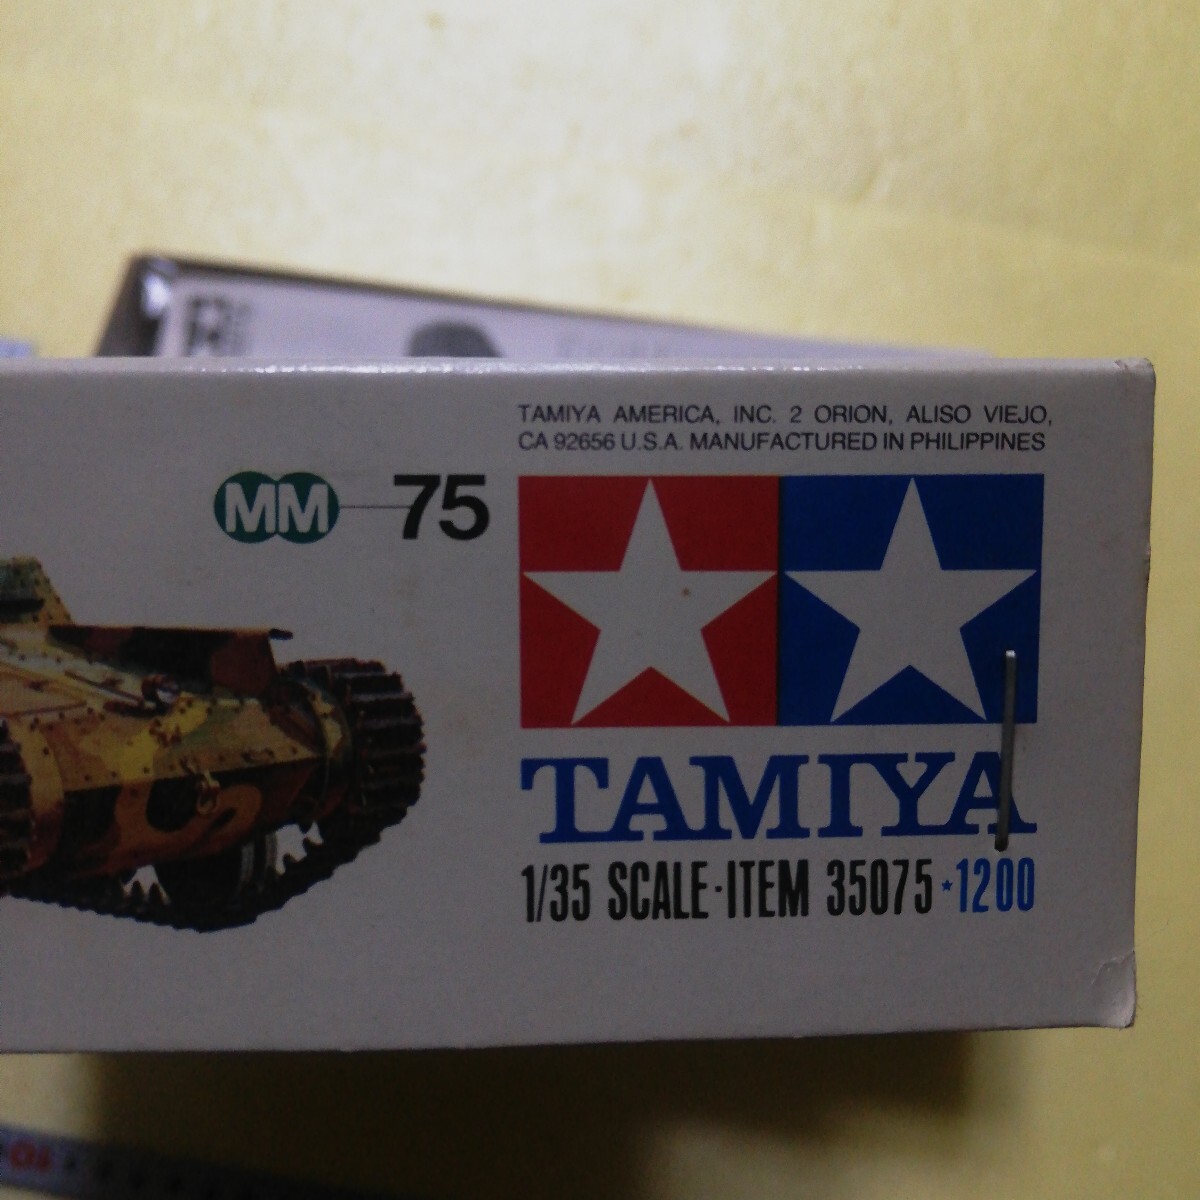 TAMIYA AMERICA, INC. 2 ORION, ALISO VIEJO,
CA 92656 U.S.A. MANUFACTURED IN PHILIPPINES
MM 75
TAMIYA
1/35 SCALE·ITEM 35075★1200